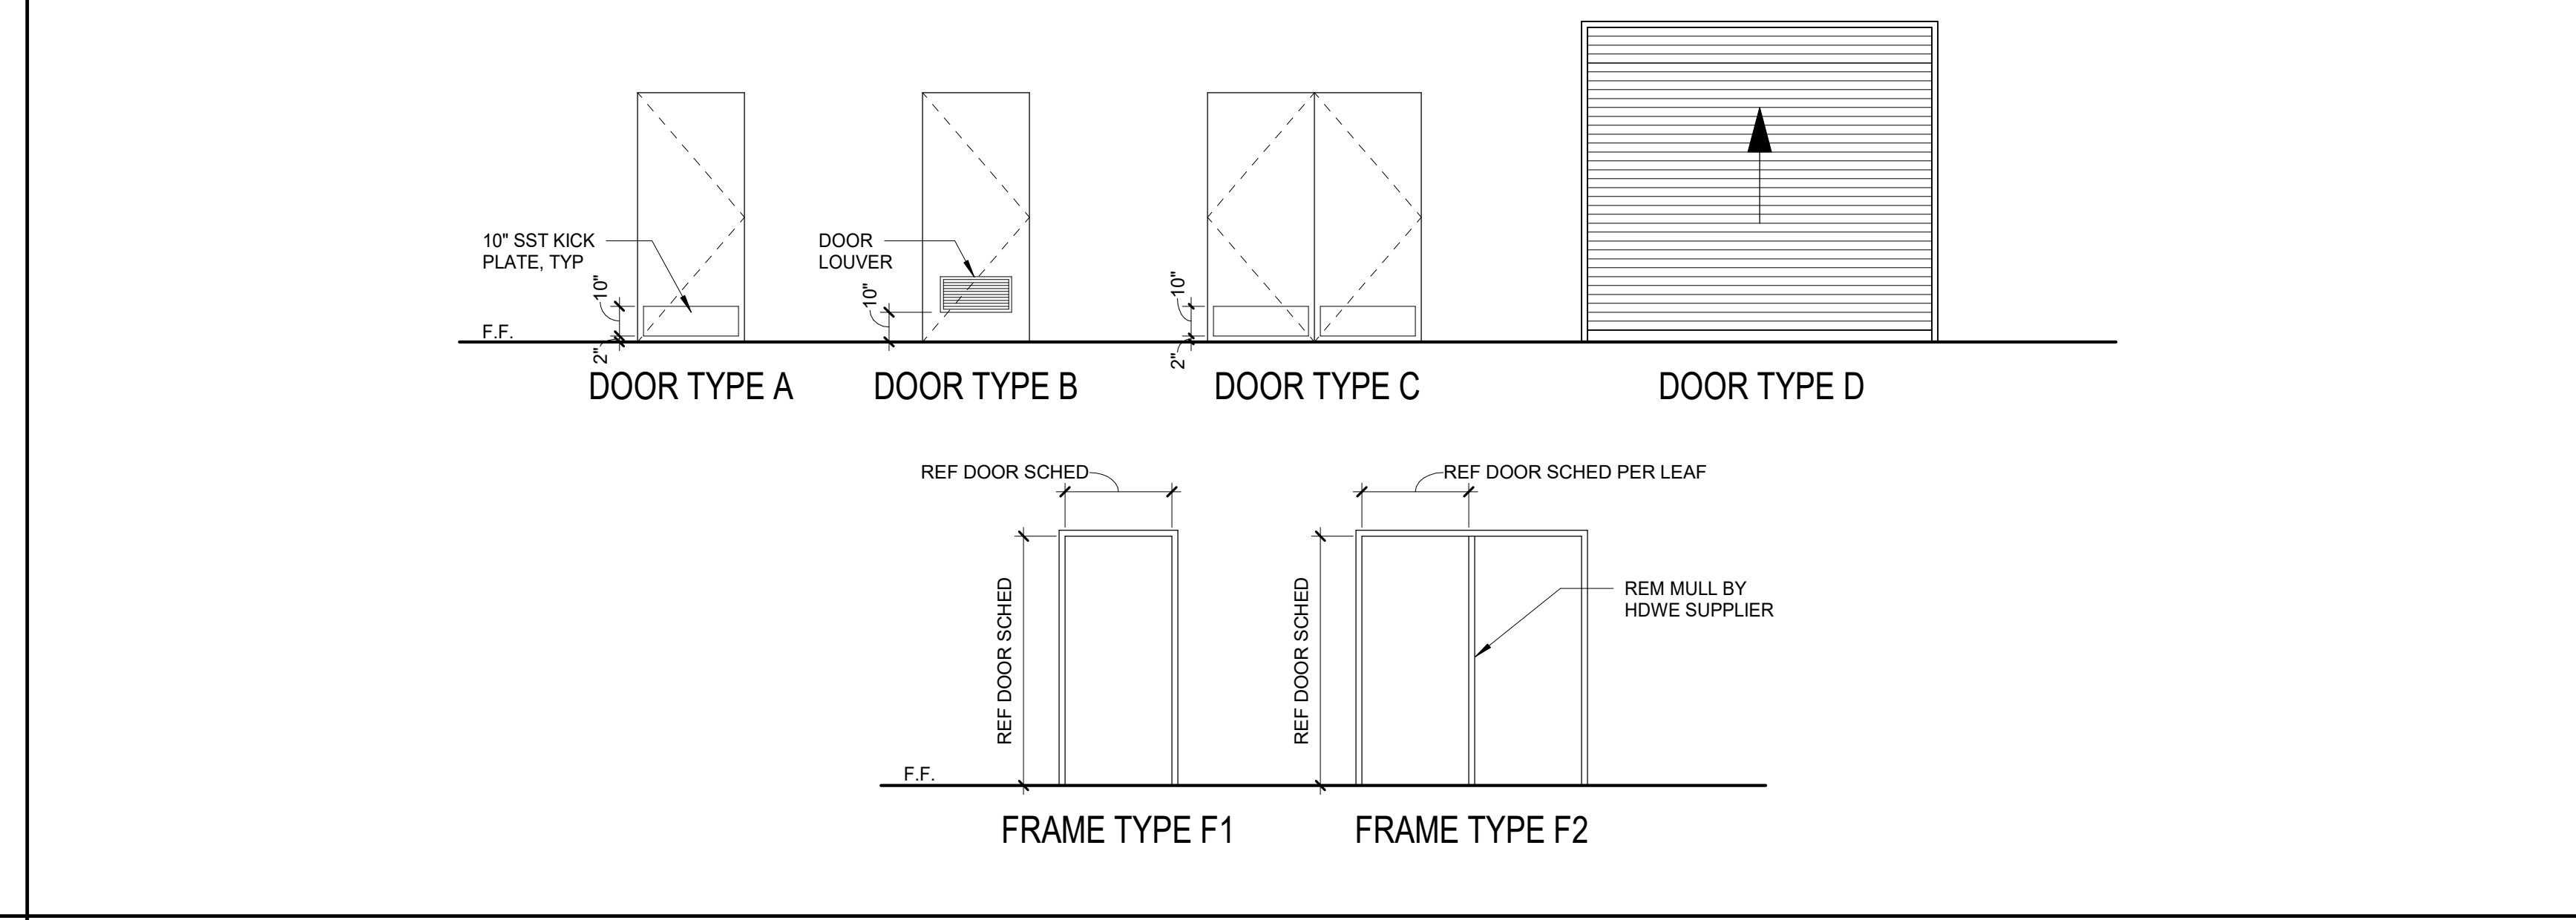 10" SST KICK
PLATE, TYP
10"
2"
F.F.
DOOR
LOUVER
10"
10"
2"
DOOR TYPE A
DOOR TYPE B
DOOR TYPE C
DOOR TYPE D
REF DOOR SCHED
REF DOOR SCHED PER LEAF
REF DOOR SCHED
REF DOOR SCHED
REM MULL BY
HDWE SUPPLIER
F.F.
FRAME TYPE F1
FRAME TYPE F2